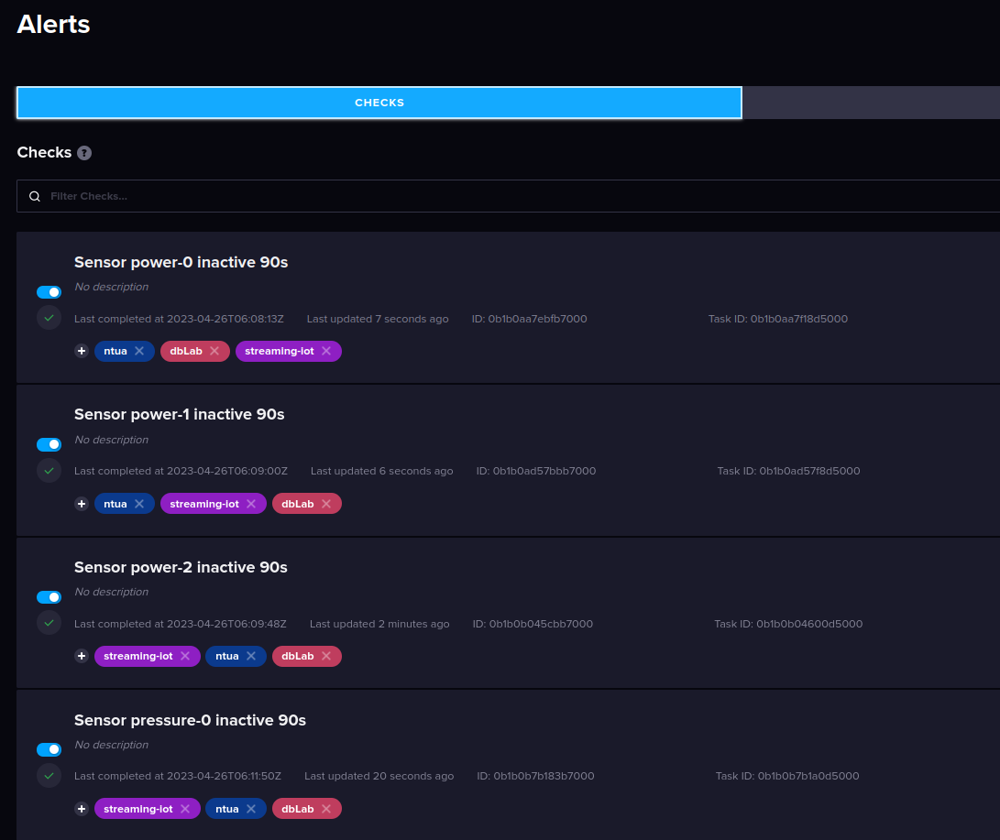 Alerts
CHECKS
Checks ?
Filter Checks...
Sensor power-0 inactive 90s
No description
Last completed at 2023-04-26T06:08:13Z Last updated 7 seconds ago ID: 0b1b0aa7ebfb7000 Task ID: 0b1b0aa7f18d5000
ntua dbLab streaming-iot
Sensor power-1 inactive 90s
No description
Last completed at 2023-04-26T06:09:00Z Last updated 6 seconds ago ID: 0b1b0ad57bbb7000 Task ID: 0b1b0ad57f8d5000
ntua streaming-iot dbLab
Sensor power-2 inactive 90s
No description
Last completed at 2023-04-26T06:09:48Z Last updated 2 minutes ago ID: 0b1b0b045cbb7000 Task ID: 0b1b0b04600d5000
streaming-iot ntua dbLab
Sensor pressure-0 inactive 90s
No description
Last completed at 2023-04-26T06:11:50Z Last updated 20 seconds ago ID: 0b1b0b7b183b7000 Task ID: 0b1b0b7b1a0d5000
streaming-iot ntua dbLab